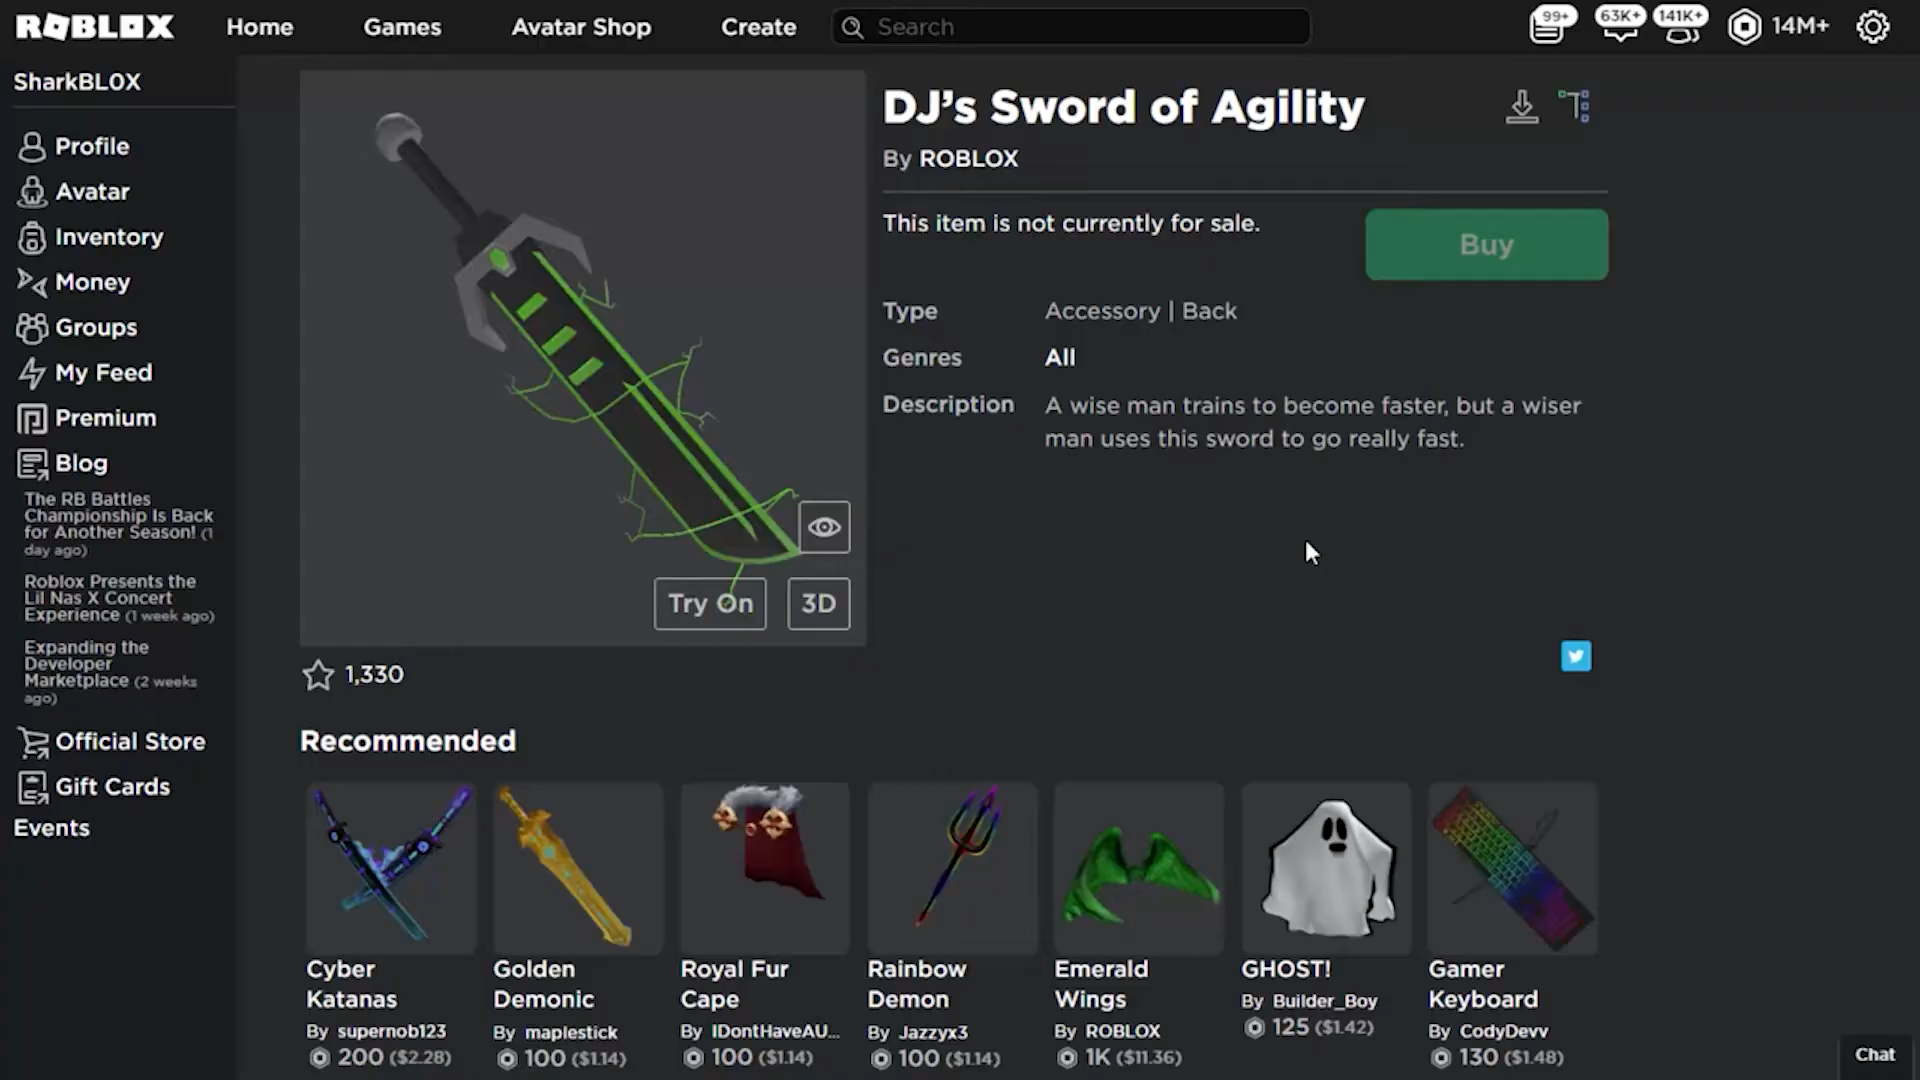 ROBLOX
Home
Games
Avatar Shop
Create
Search
99+
63K+
141K+
14M+
SharkBLOX
Profile
Avatar
Inventory
Money
Groups
My Feed
Premium
Blog
The RB Battles
Championship Is Back
for Another Season! (1
day ago)
Roblox Presents the
Lil Nas X Concert
Experience (1 week ago)
Expanding the
Developer
Marketplace (2 weeks
ago)
Official Store
Gift Cards
Events
DJ's Sword of Agility
By ROBLOX
This item is not currently for sale.
Buy
Type Accessory | Back
Genres All
Description A wise man trains to become faster, but a wiser
man uses this sword to go really fast.
Try On
3D
1,330
Recommended
Cyber
Katanas
By supernob123
200 ($2.28)
Golden
Demonic
By maplestick
100 ($1.14)
Royal Fur
Cape
By IDontHaveAU...
100 ($1.14)
Rainbow
Demon
By Jazzyx3
100 ($1.14)
Emerald
Wings
By ROBLOX
1K ($11.36)
GHOST!
By Builder_Boy
125 ($1.42)
Gamer
Keyboard
By CodyDevv
130 ($1.48)
Chat